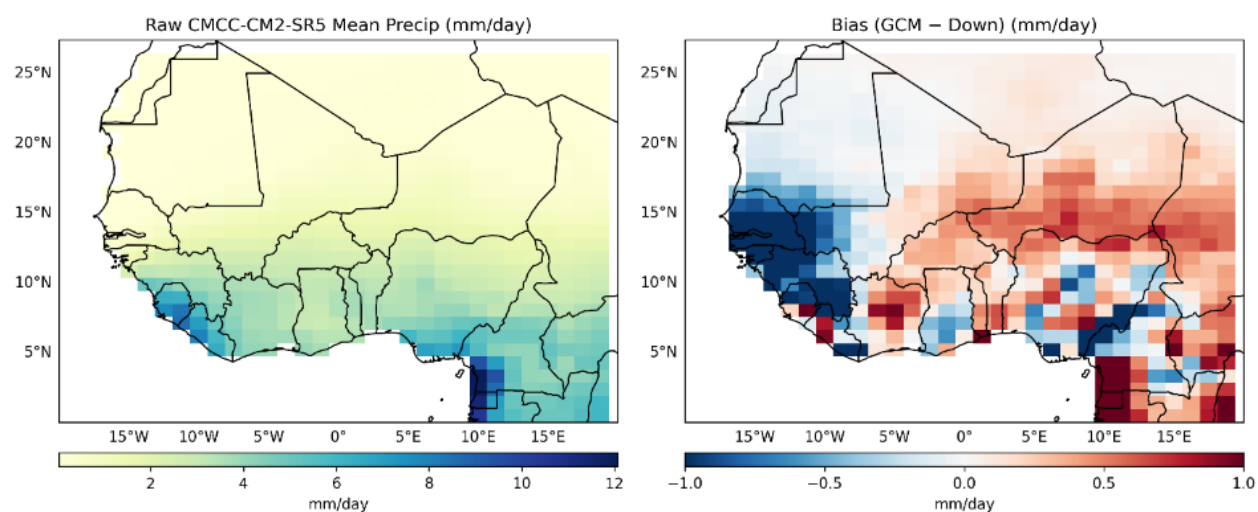 Raw CMCC-CM2-SR5 Mean Precip (mm/day)
25°N
20°N
15°N
10°N
5°N
15°W 10°W 5°W 0° 5°E 10°E 15°E
2 4 6 8 10 12
mm/day
Bias (GCM − Down) (mm/day)
25°N
20°N
15°N
10°N
5°N
15°W 10°W 5°W 0° 5°E 10°E 15°E
−1.0 −0.5 0.0 0.5 1.0
mm/day